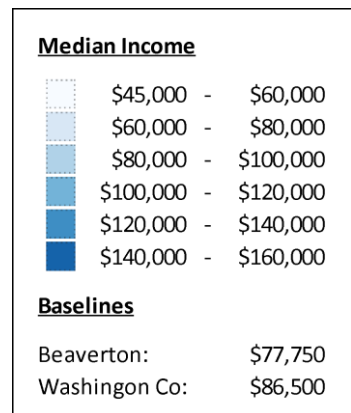 Median Income
$45,000 - $60,000
$60,000 - $80,000
$80,000 - $100,000
$100,000 - $120,000
$120,000 - $140,000
$140,000 - $160,000
Baselines
Beaverton: $77,750
Washingon Co: $86,500